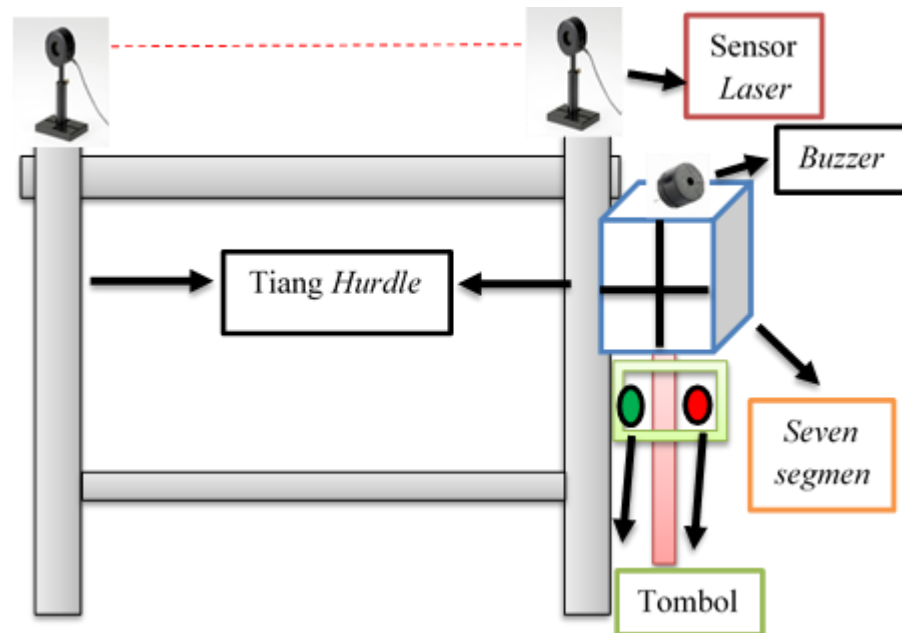 Sensor
Laser
Buzzer
Tiang Hurdle
Seven
segmen
Tombol